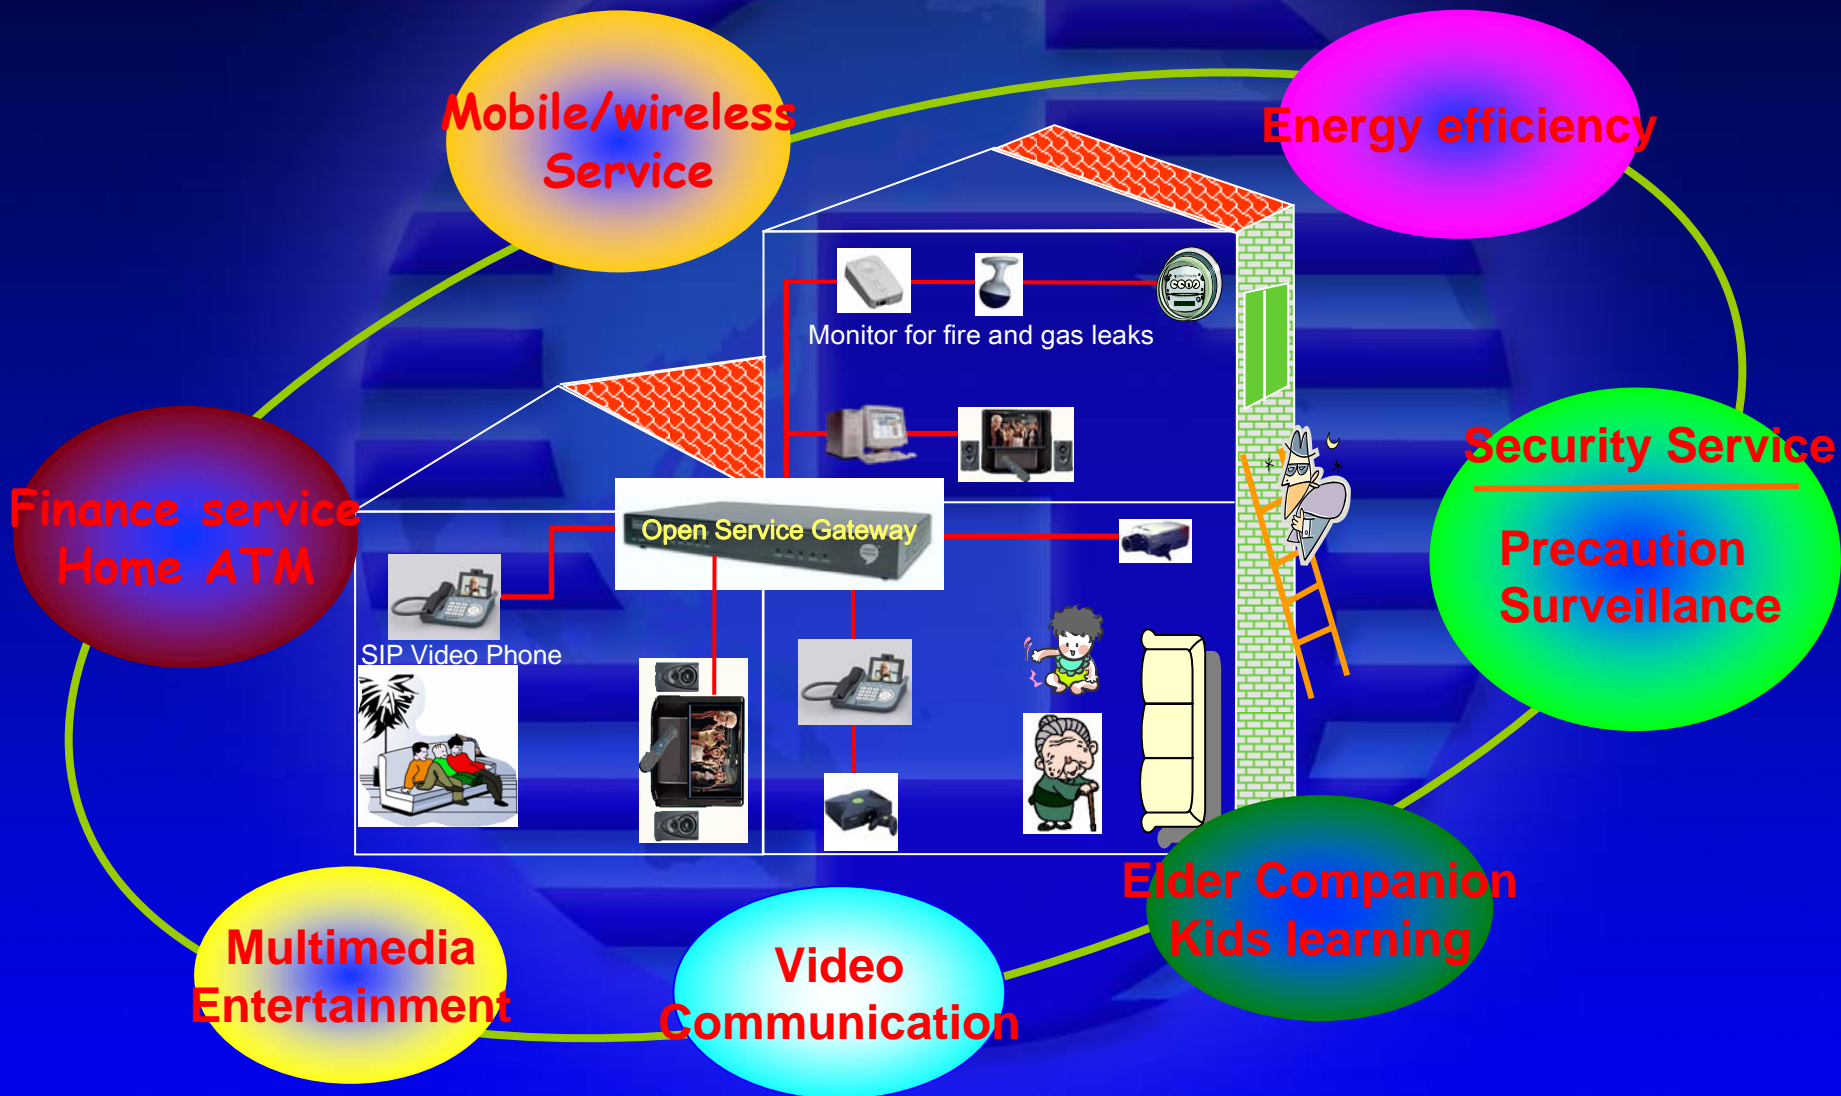 Mobile/wireless
Service
Energy efficiency
Monitor for fire and gas leaks
Security Service
Precaution
Surveillance
Finance service
Home ATM
Open Service Gateway
SIP Video Phone
Elder Companion
Kids learning
Multimedia
Entertainment
Video
Communication